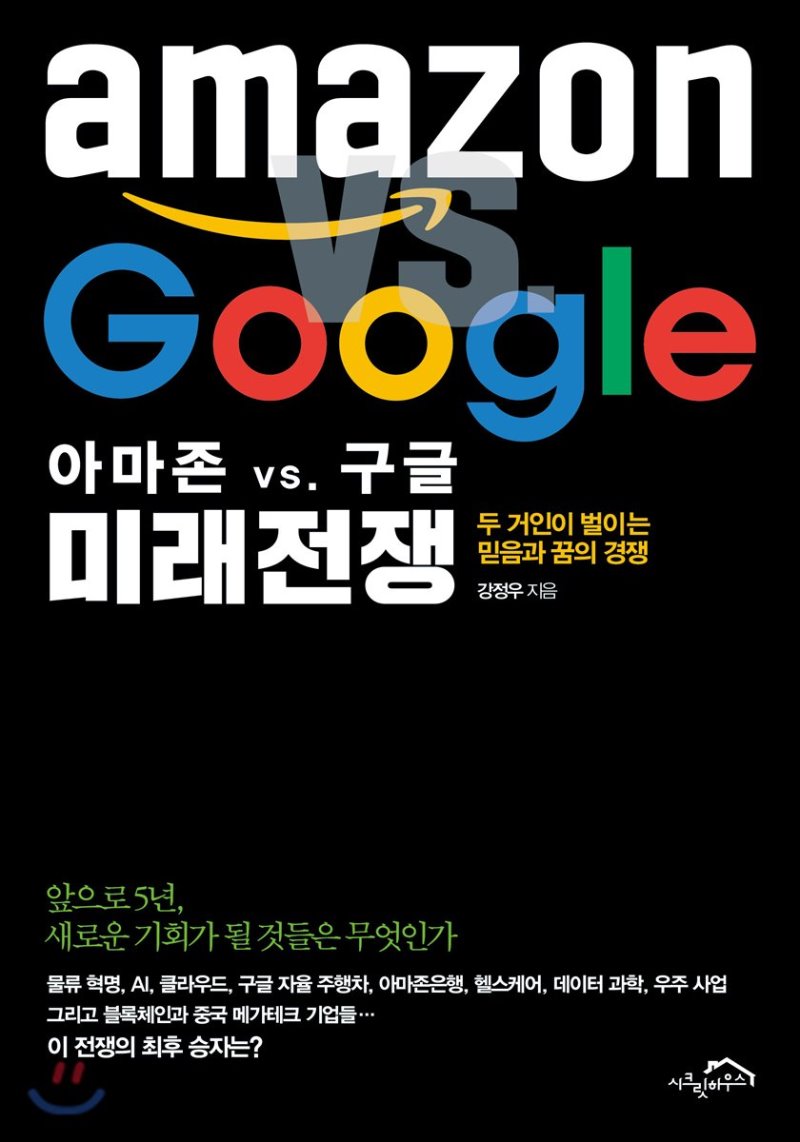 amazon
vs.
Google
아마존 vs. 구글
미래전쟁
두 거인이 벌이는
믿음과 꿈의 경쟁
강정우 지음
앞으로 5년,
새로운 기회가 될 것들은 무엇인가
물류 혁명, AI, 클라우드, 구글 자율 주행차, 아마존은행, 헬스케어, 데이터 과학, 우주 사업
그리고 블록체인과 중국 메가테크 기업들…
이 전쟁의 최후 승자는?
시크릿하우스